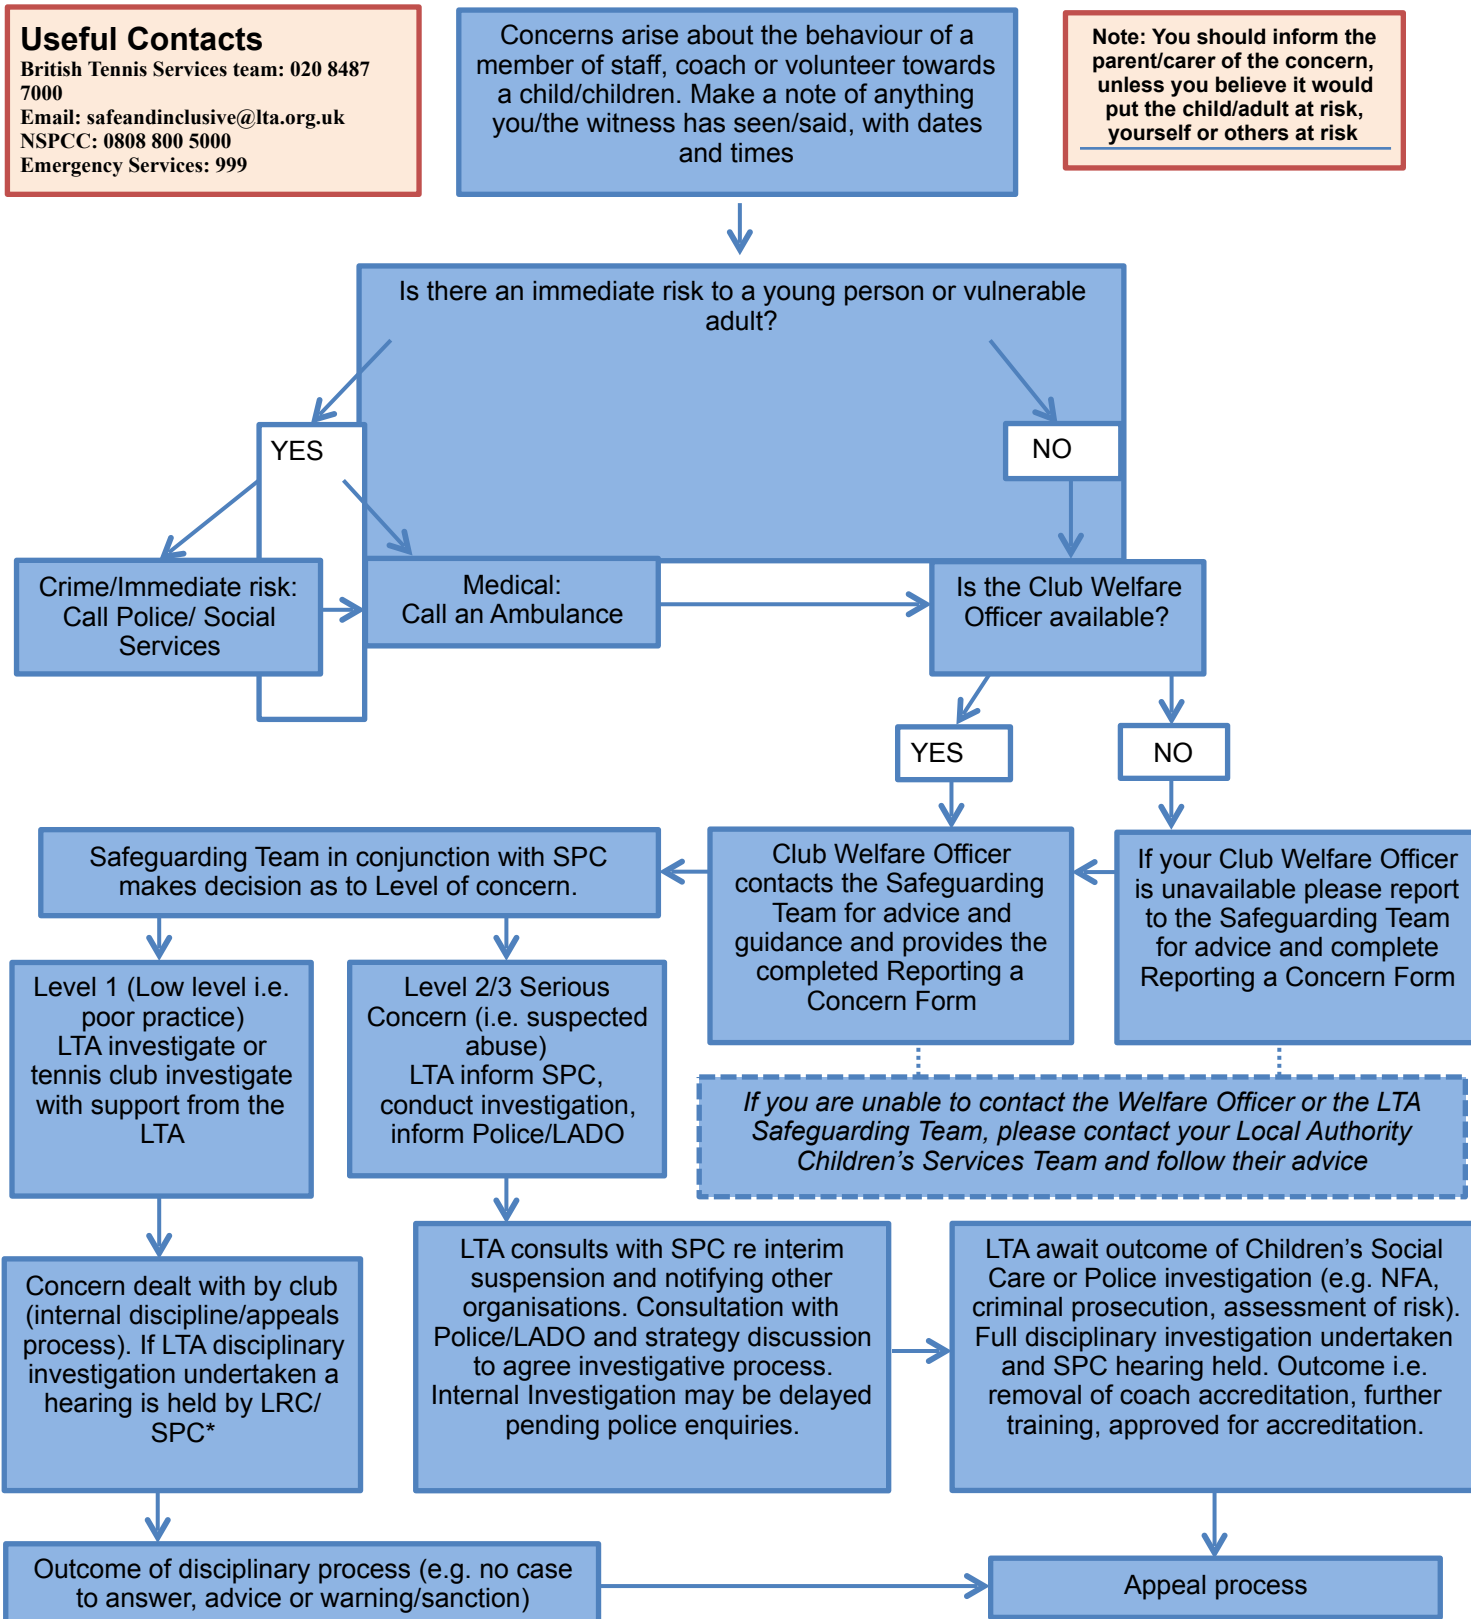 Useful Contacts
British Tennis Services team: 020 8487
7000
Email: safeandinclusive@lta.org.uk
NSPCC: 0808 800 5000
Emergency Services: 999
Concerns arise about the behaviour of a
member of staff, coach or volunteer towards
a child/children. Make a note of anything
you/the witness has seen/said, with dates
and times
Note: You should inform the
parent/carer of the concern,
unless you believe it would
put the child/adult at risk,
yourself or others at risk
Is there an immediate risk to a young person or vulnerable
adult?
YES
NO
Crime/Immediate risk:
Call Police/ Social
Services
Medical:
Call an Ambulance
Is the Club Welfare
Officer available?
YES
NO
Safeguarding Team in conjunction with SPC
makes decision as to Level of concern.
Club Welfare Officer
contacts the Safeguarding
Team for advice and
guidance and provides the
completed Reporting a
Concern Form
If your Club Welfare Officer
is unavailable please report
to the Safeguarding Team
for advice and complete
Reporting a Concern Form
Level 1 (Low level i.e.
poor practice)
LTA investigate or
tennis club investigate
with support from the
LTA
Level 2/3 Serious
Concern (i.e. suspected
abuse)
LTA inform SPC,
conduct investigation,
inform Police/LADO
If you are unable to contact the Welfare Officer or the LTA
Safeguarding Team, please contact your Local Authority
Children’s Services Team and follow their advice
Concern dealt with by club
(internal discipline/appeals
process). If LTA disciplinary
investigation undertaken a
hearing is held by LRC/
SPC*
LTA consults with SPC re interim
suspension and notifying other
organisations. Consultation with
Police/LADO and strategy discussion
to agree investigative process.
Internal Investigation may be delayed
pending police enquiries.
LTA await outcome of Children’s Social
Care or Police investigation (e.g. NFA,
criminal prosecution, assessment of risk).
Full disciplinary investigation undertaken
and SPC hearing held. Outcome i.e.
removal of coach accreditation, further
training, approved for accreditation.
Outcome of disciplinary process (e.g. no case
to answer, advice or warning/sanction)
Appeal process